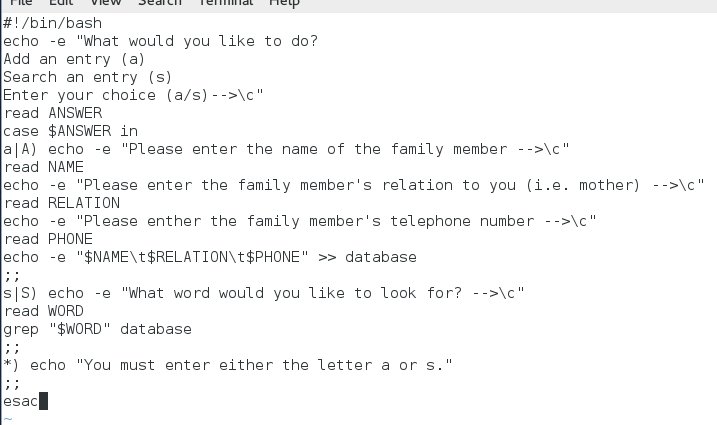 File Edit View Search Terminal Help
#!/bin/bash
echo -e "What would you like to do?
Add an entry (a)
Search an entry (s)
Enter your choice (a/s)-->\c"
read ANSWER
case $ANSWER in
a|A) echo -e "Please enter the name of the family member -->\c"
read NAME
echo -e "Please enter the family member's relation to you (i.e. mother) -->\c"
read RELATION
echo -e "Please enther the family member's telephone number -->\c"
read PHONE
echo -e "$NAME\t$RELATION\t$PHONE" >> database
;;
s|S) echo -e "What word would you like to look for? -->\c"
read WORD
grep "$WORD" database
;;
*) echo "You must enter either the letter a or s."
;;
esac
~